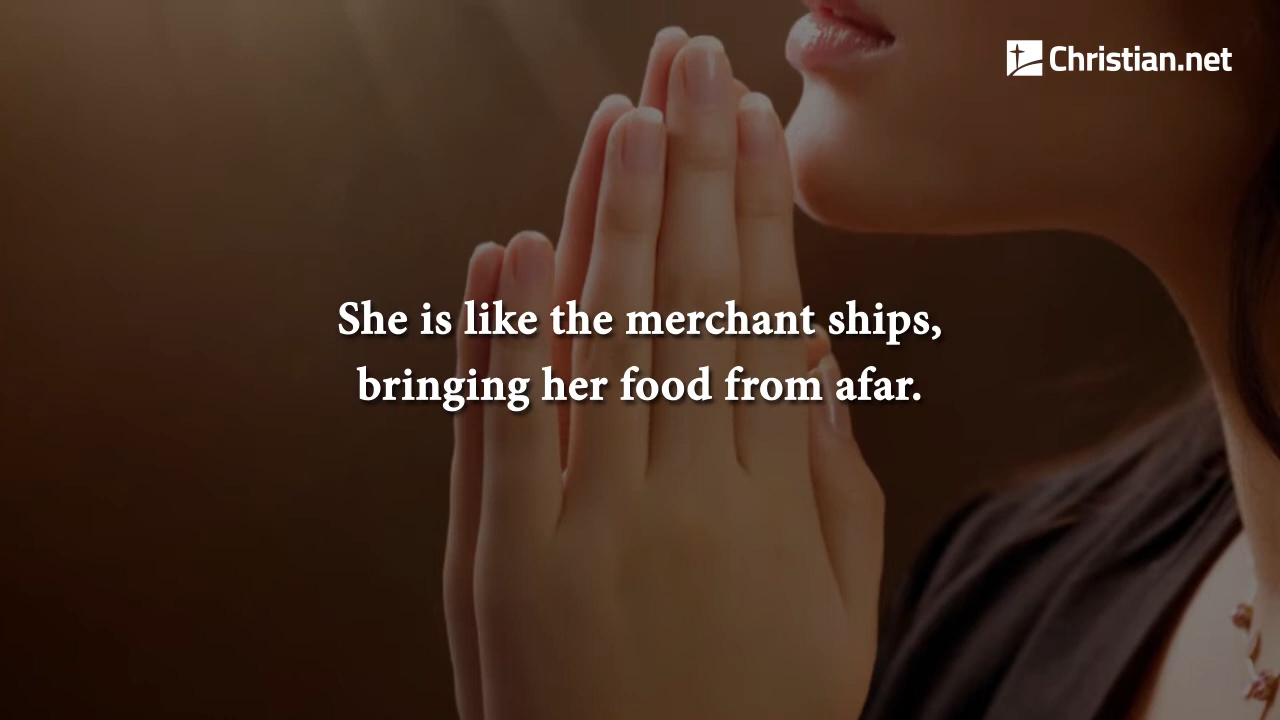 Christian.net
She is like the merchant ships,
bringing her food from afar.